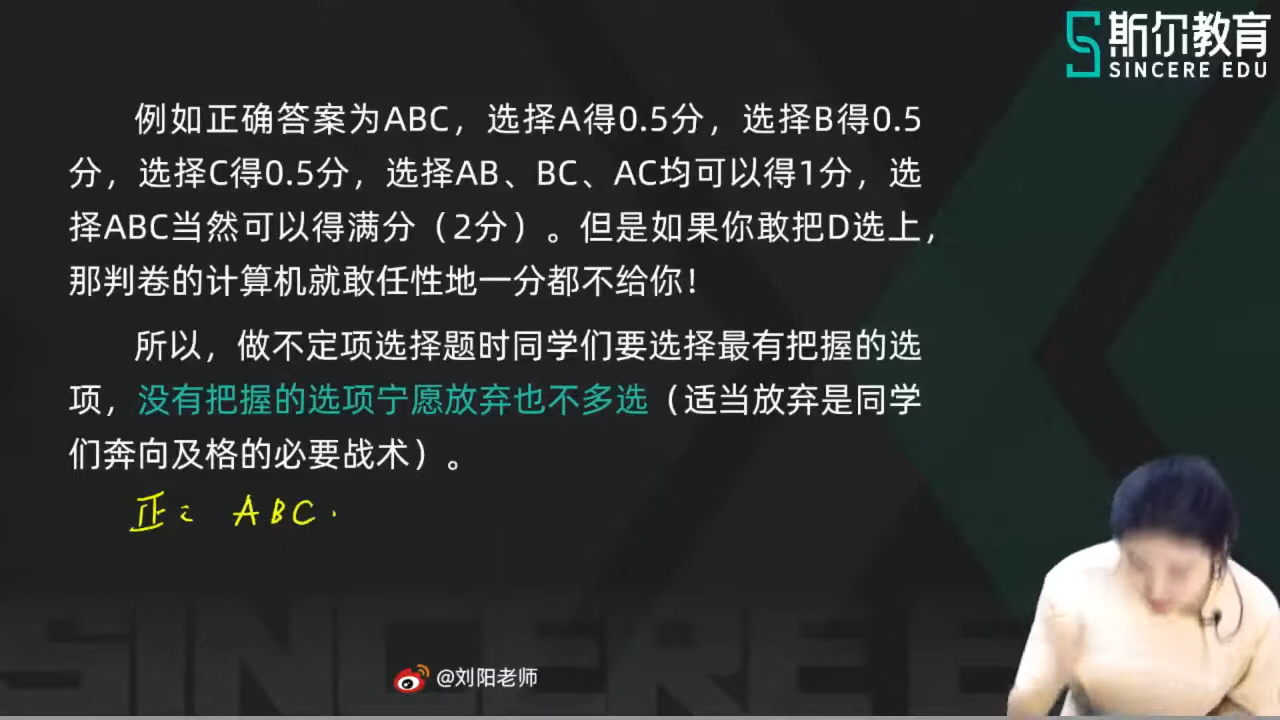 斯尔教育
SINCERE EDU
例如正确答案为ABC，选择A得0.5分，选择B得0.5
分，选择C得0.5分，选择AB、BC、AC均可以得1分，选
择ABC当然可以得满分（2分）。但是如果你敢把D选上，
那判卷的计算机就敢任性地一分都不给你！
所以，做不定项选择题时同学们要选择最有把握的选
项，没有把握的选项宁愿放弃也不多选（适当放弃是同学
们奔向及格的必要战术）。
正： ABC.
SINCERE E
@刘阳老师